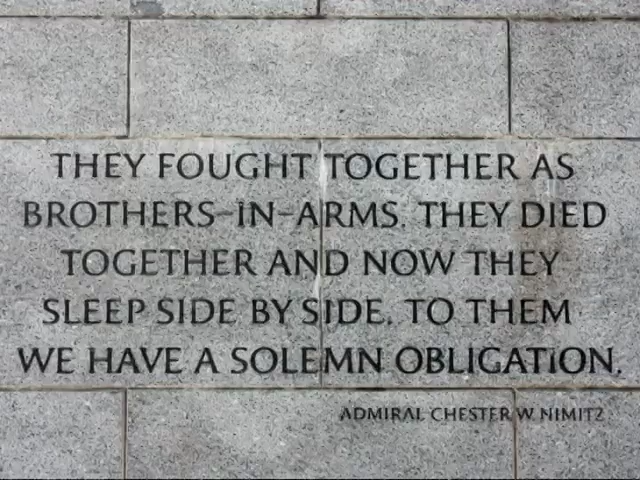 THEY FOUGHT TOGETHER AS
BROTHERS-IN-ARMS. THEY DIED
TOGETHER AND NOW THEY
SLEEP SIDE BY SIDE. TO THEM
WE HAVE A SOLEMN OBLIGATION.
ADMIRAL CHESTER W. NIMITZ